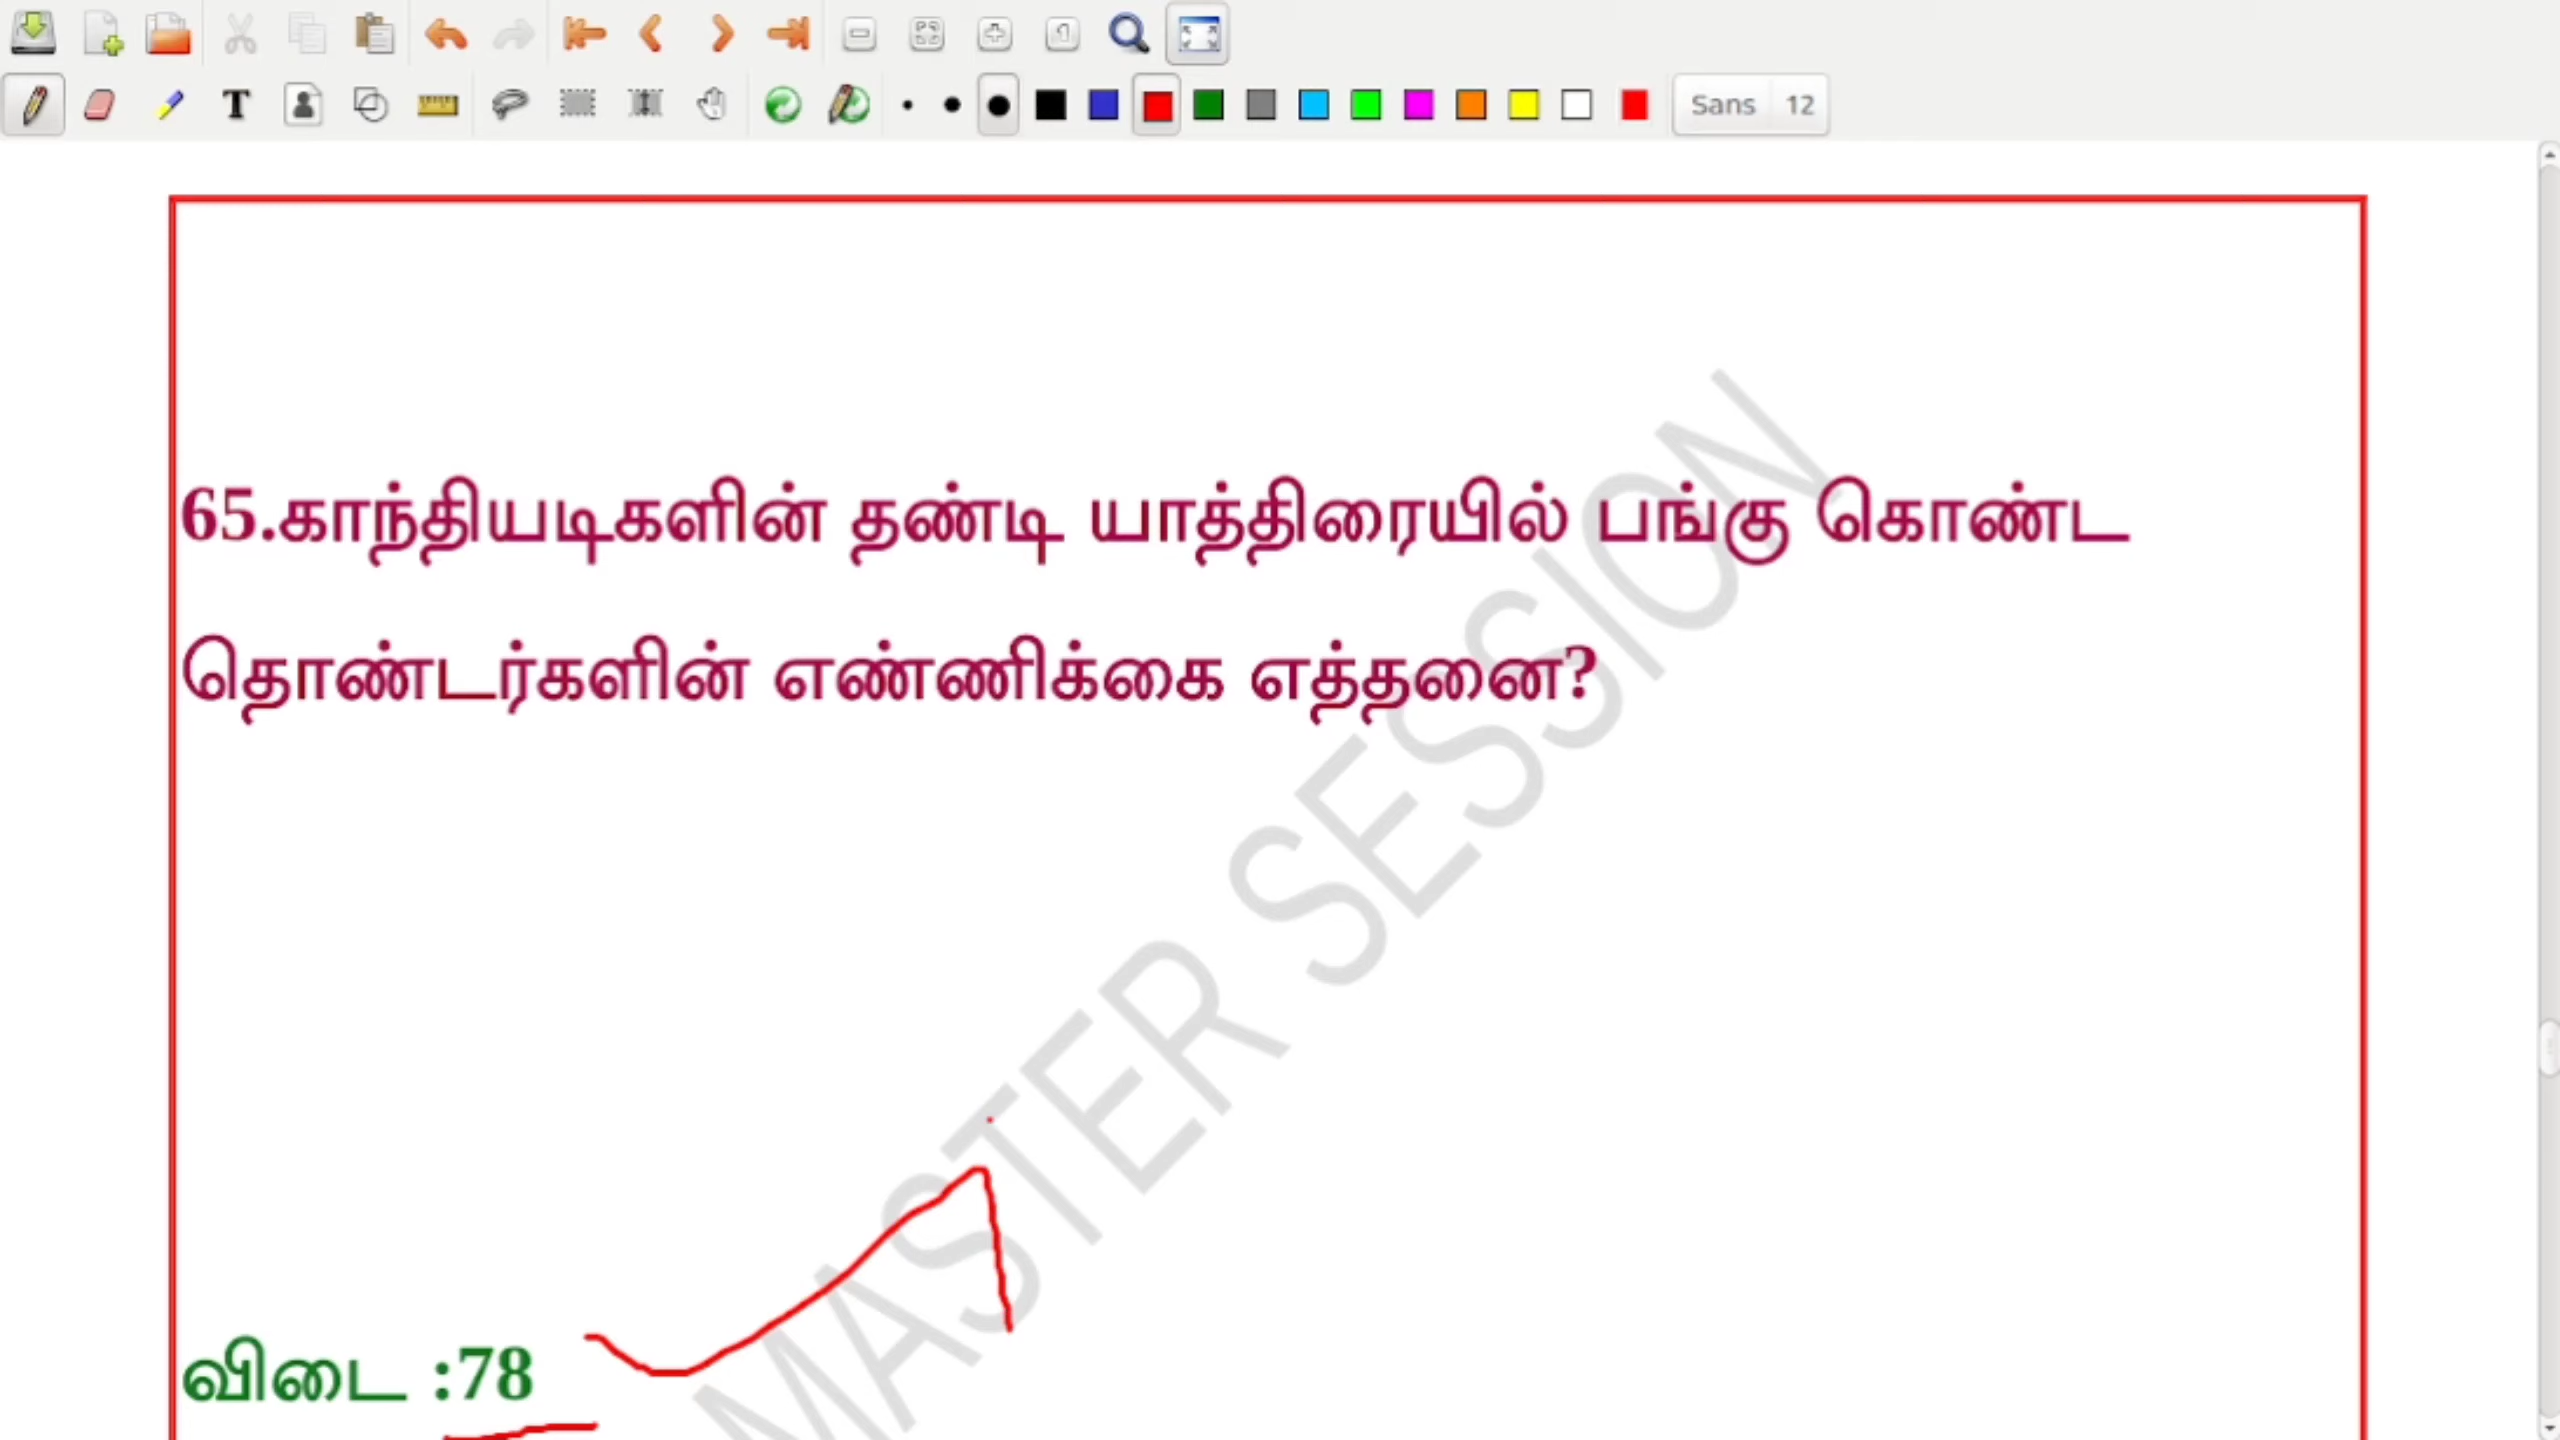 Sans 12
65.காந்தியடிகளின் தண்டி யாத்திரையில் பங்கு கொண்ட
தொண்டர்களின் எண்ணிக்கை எத்தனை?
MASTER SESSION
விடை :78